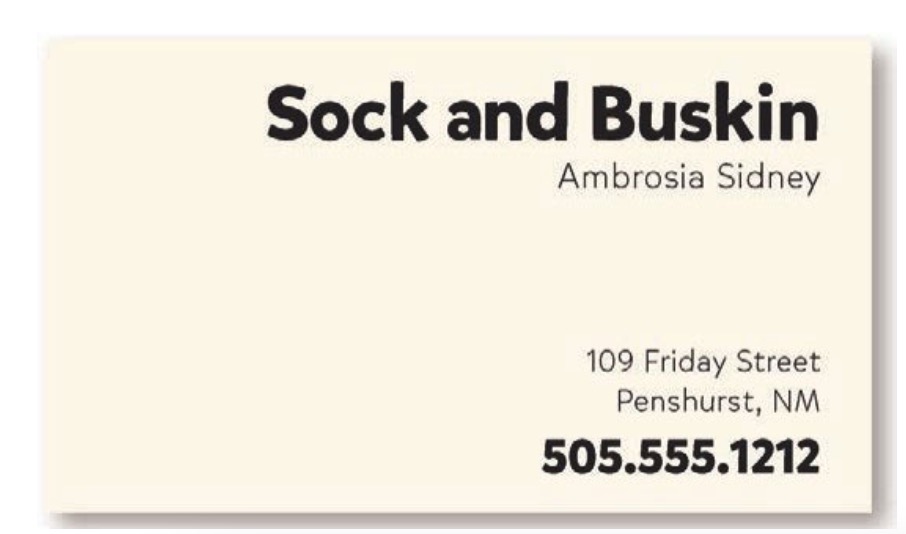 Sock and Buskin
Ambrosia Sidney
109 Friday Street
Penshurst, NM
505.555.1212